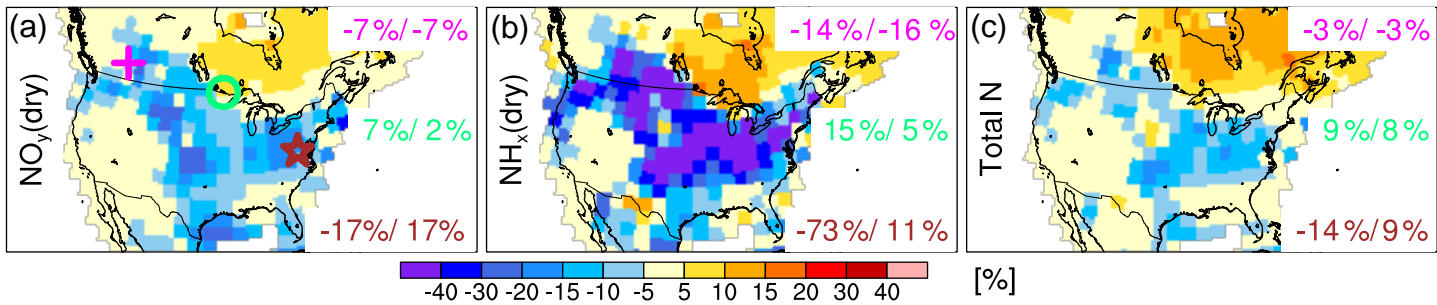 (a)
-7%/ -7%
NOy(dry)
7%/ 2%
-17%/ 17%
(b)
-14%/ -16 %
NHx(dry)
15%/ 5%
-73%/ 11%
(c)
-3%/ -3%
Total N
9%/ 8%
-14%/ 9%
-40 -30 -20 -15 -10 -5 5 10 15 20 30 40
[%]